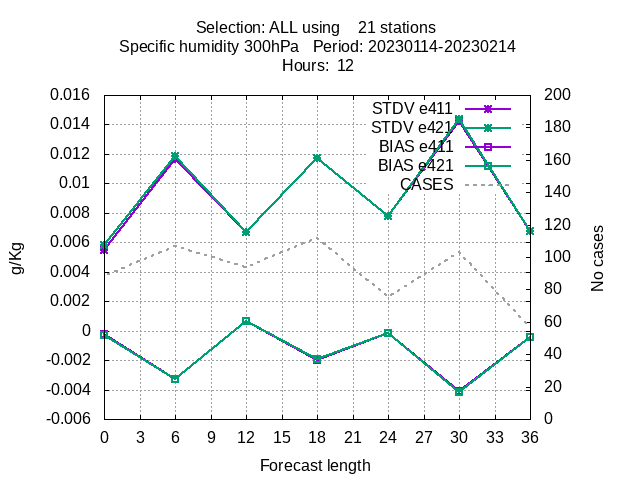 Selection: ALL using    21 stations
Specific humidity 300hPa   Period: 20230114-20230214
Hours:  12
STDV e411
STDV e421
BIAS e411
BIAS e421
CASES
0.016
0.014
0.012
0.01
0.008
0.006
0.004
0.002
0
-0.002
-0.004
-0.006
g/Kg
200
180
160
140
120
100
80
60
40
20
0
No cases
0 3 6 9 12 15 18 21 24 27 30 33 36
Forecast length